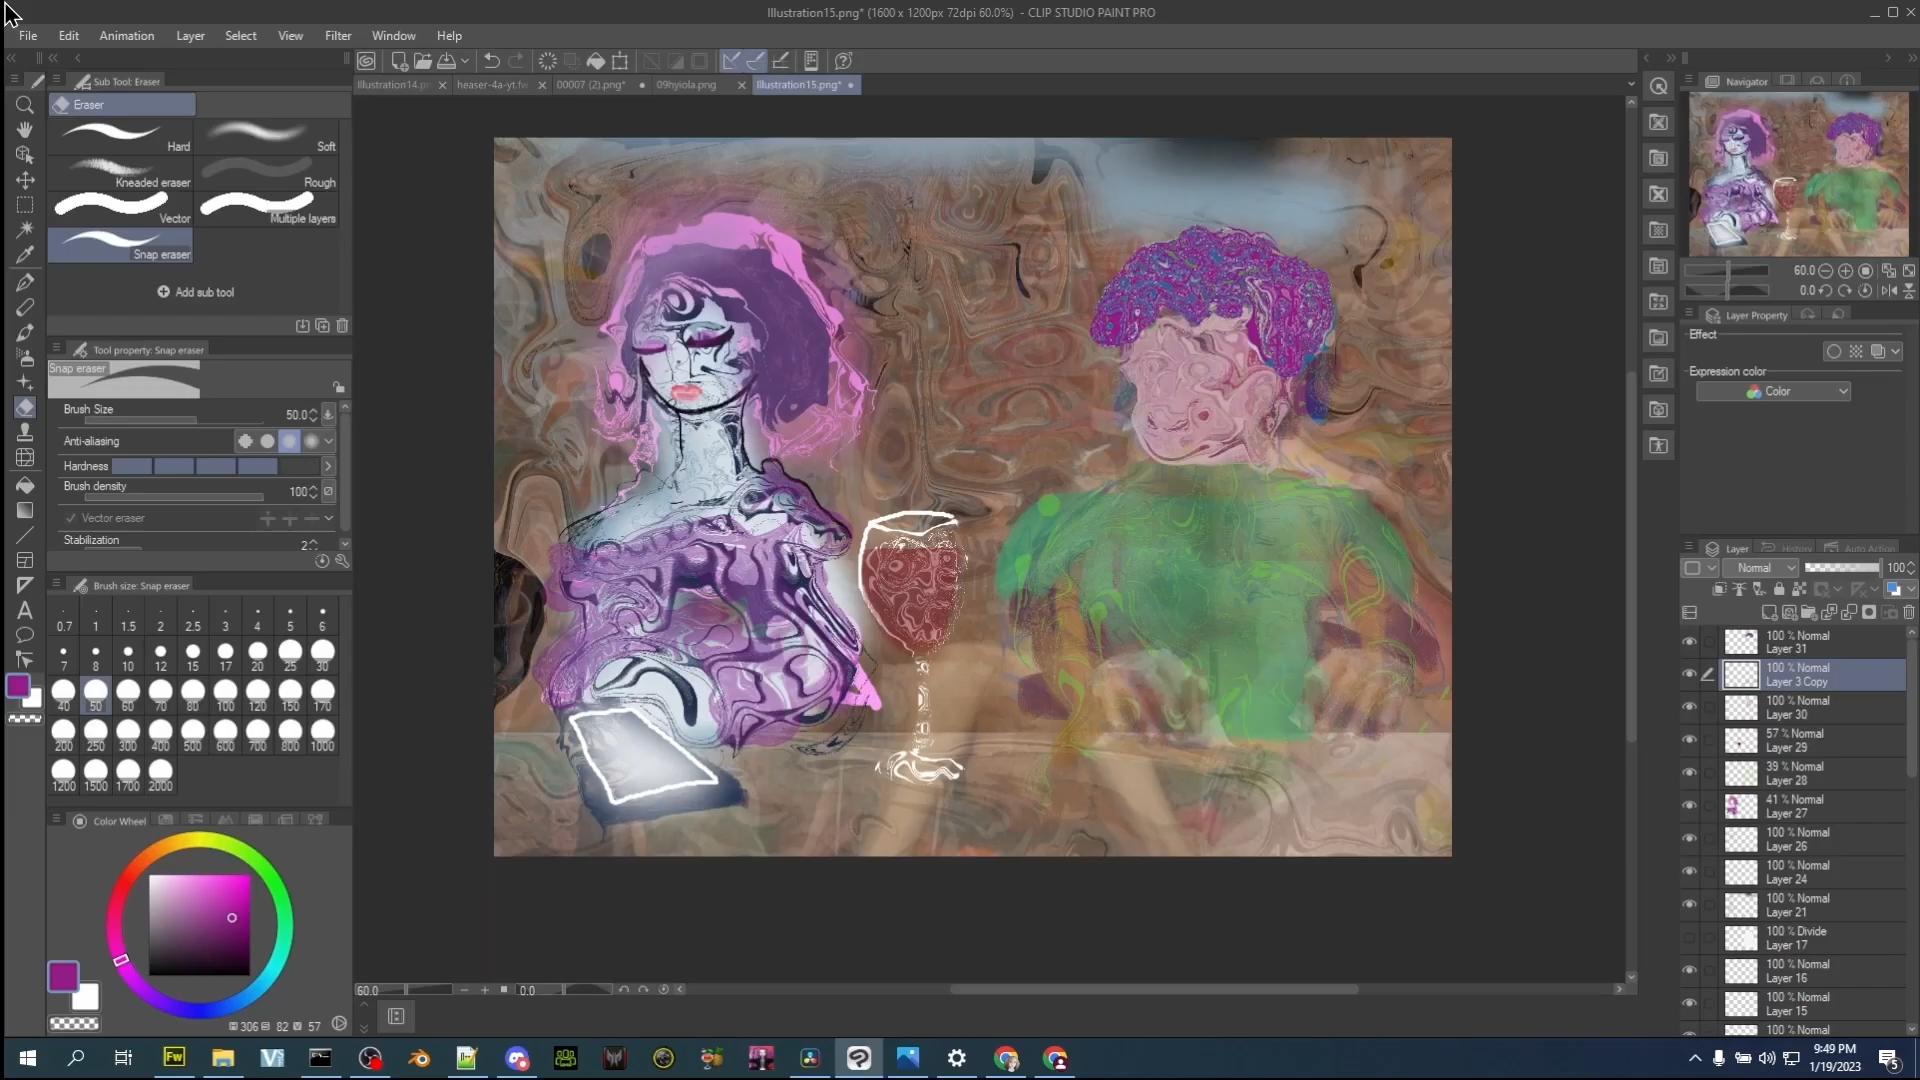 Illustration15.png* (1600 x 1200px 72dpi 60.0%) - CLIP STUDIO PAINT PRO
File Edit Animation Layer Select View Filter Window Help
Sub Tool: Eraser
Illustration14.pn heaser-4a-yt.fw 00007 (2).png* 09hyiola.png Illustration15.png*
Eraser
Hard Soft
Kneaded eraser Rough
Vector Multiple layers
Snap eraser
Add sub tool
Tool property: Snap eraser
Snap eraser
Brush Size 50.0
Anti-aliasing
Hardness
Brush density 100
Vector eraser
Stabilization 2
Brush size: Snap eraser
0.7 1 1.5 2 2.5 3 4 5 6
7 8 10 12 15 17 20 25 30
40 50 60 70 80 100 120 150 170
200 250 300 400 500 600 700 800 1000
1200 1500 1700 2000
Color Wheel
306 82 57
60.0 0.0
Navigator
60.0
0.0
Layer Property
Effect
Expression color
Color
Layer History Auto Action
Normal 100
100 % Normal
Layer 31
100 % Normal
Layer 3 Copy
100 % Normal
Layer 30
57 % Normal
Layer 29
39 % Normal
Layer 28
41 % Normal
Layer 27
100 % Normal
Layer 26
100 % Normal
Layer 24
100 % Normal
Layer 21
100 % Divide
Layer 17
100 % Normal
Layer 16
100 % Normal
Layer 15
100 % Normal
Fw
9:49 PM
1/19/2023
5